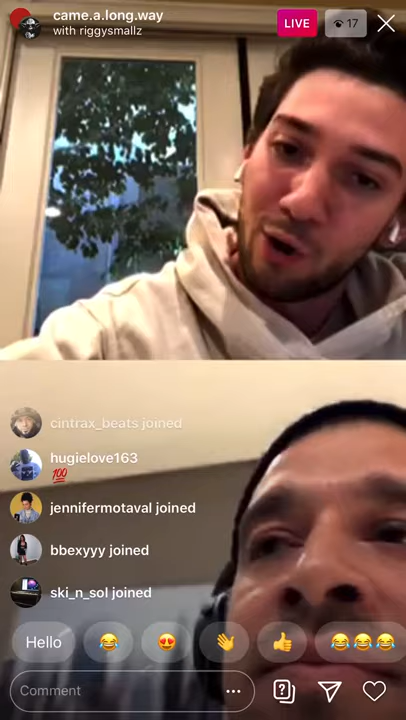 came.a.long.way
with riggysmallz
LIVE
17
cintrax_beats joined
hugielove163
💯
jennifermotaval joined
bbexyyy joined
ski_n_sol joined
Hello 😂 😍 👋 👍 😂😂😂
Comment